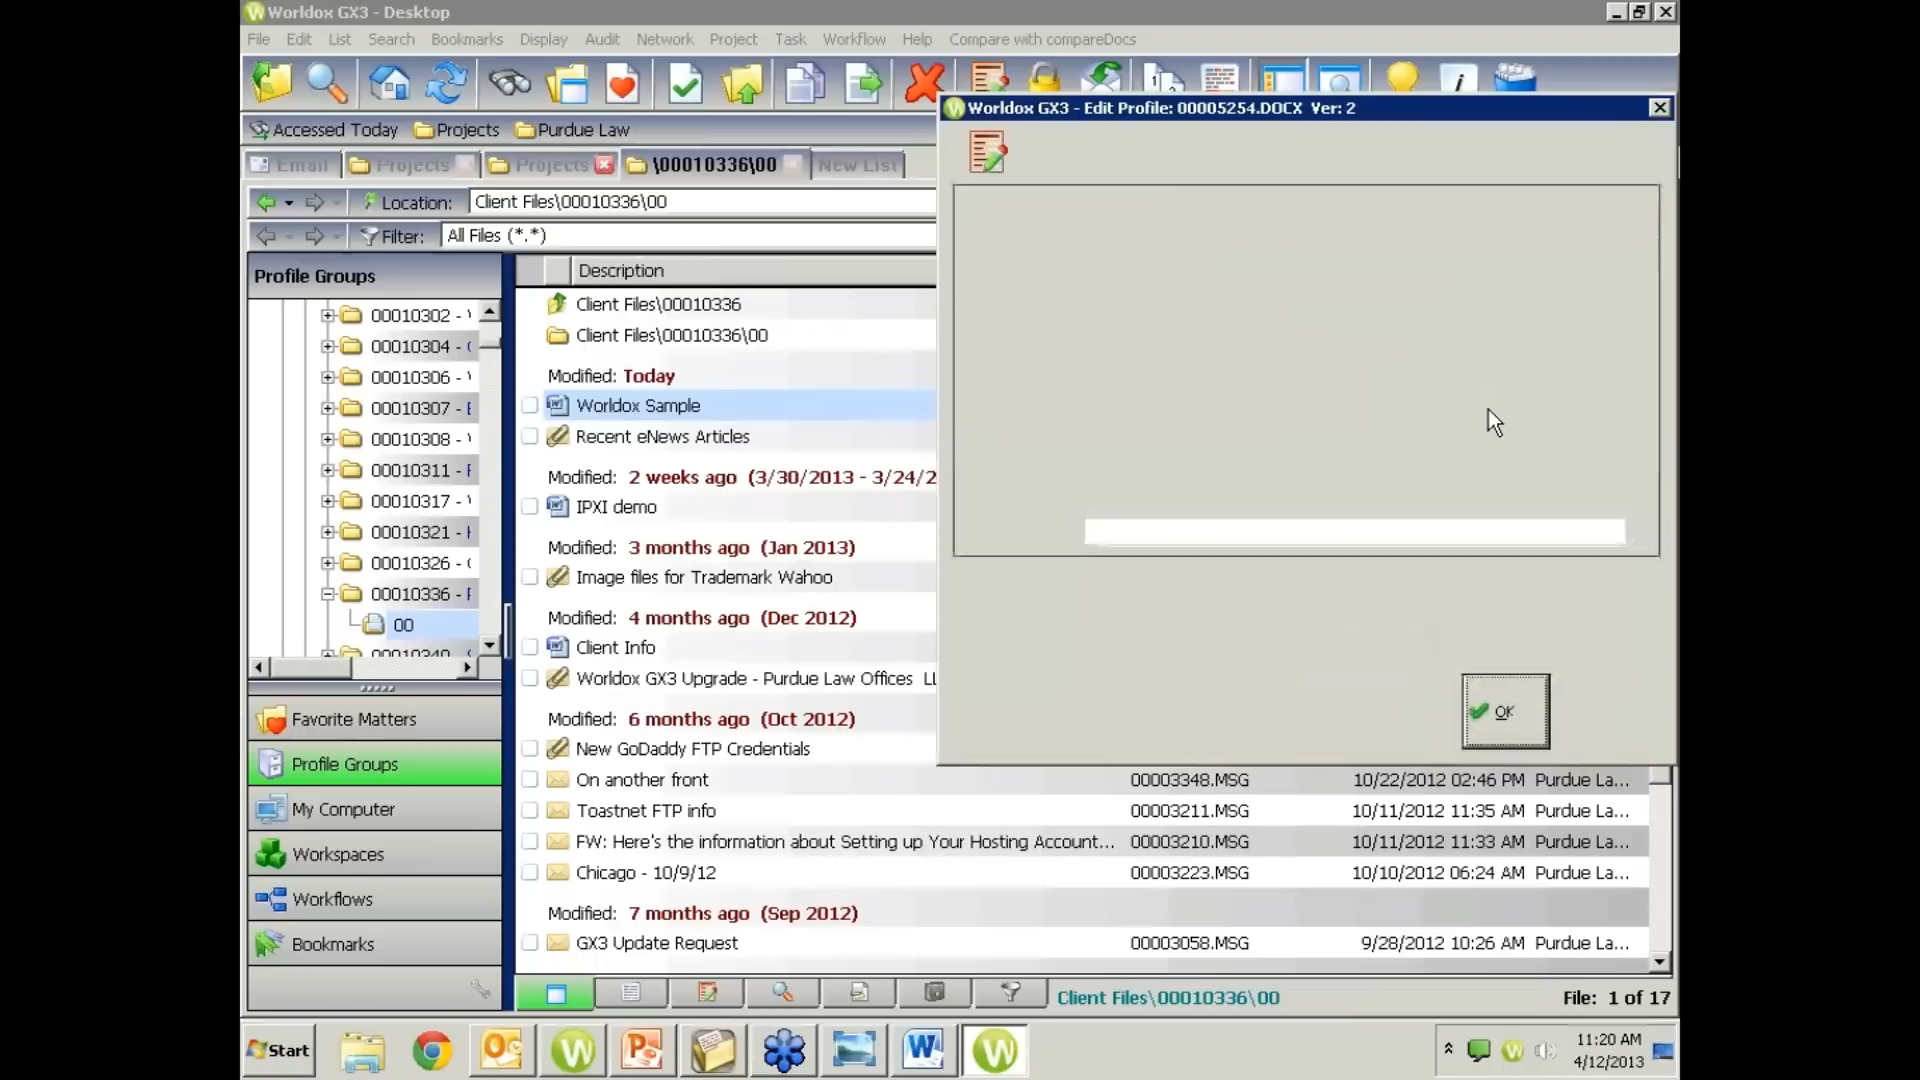 Worldox GX3 - Desktop
File Edit List Search Bookmarks Display Audit Network Project Task Workflow Help Compare with compareDocs
Worldox GX3 - Edit Profile: 00005254.DOCX Ver: 2
Accessed Today Projects Purdue Law
Email Projects Projects \00010336\00 New List
Location: Client Files\00010336\00
Filter: All Files (*.*)
Profile Groups
Description
00010302 -
00010304 -
00010306 -
00010307 -
00010308 -
00010311 -
00010317 -
00010321 -
00010326 -
00010336 -
00
00010340
Client Files\00010336
Client Files\00010336\00
Modified: Today
Worldox Sample
Recent eNews Articles
Modified: 2 weeks ago (3/30/2013 - 3/24/2
IPXI demo
Modified: 3 months ago (Jan 2013)
Image files for Trademark Wahoo
Modified: 4 months ago (Dec 2012)
Client Info
Worldox GX3 Upgrade - Purdue Law Offices LL
Modified: 6 months ago (Oct 2012)
New GoDaddy FTP Credentials
On another front 00003348.MSG 10/22/2012 02:46 PM Purdue La...
Toastnet FTP info 00003211.MSG 10/11/2012 11:35 AM Purdue La...
FW: Here's the information about Setting up Your Hosting Account... 00003210.MSG 10/11/2012 11:33 AM Purdue La...
Chicago - 10/9/12 00003223.MSG 10/10/2012 06:24 AM Purdue La...
Modified: 7 months ago (Sep 2012)
GX3 Update Request 00003058.MSG 9/28/2012 10:26 AM Purdue La...
OK
Favorite Matters
Profile Groups
My Computer
Workspaces
Workflows
Bookmarks
Client Files\00010336\00 File: 1 of 17
Start
11:20 AM
4/12/2013